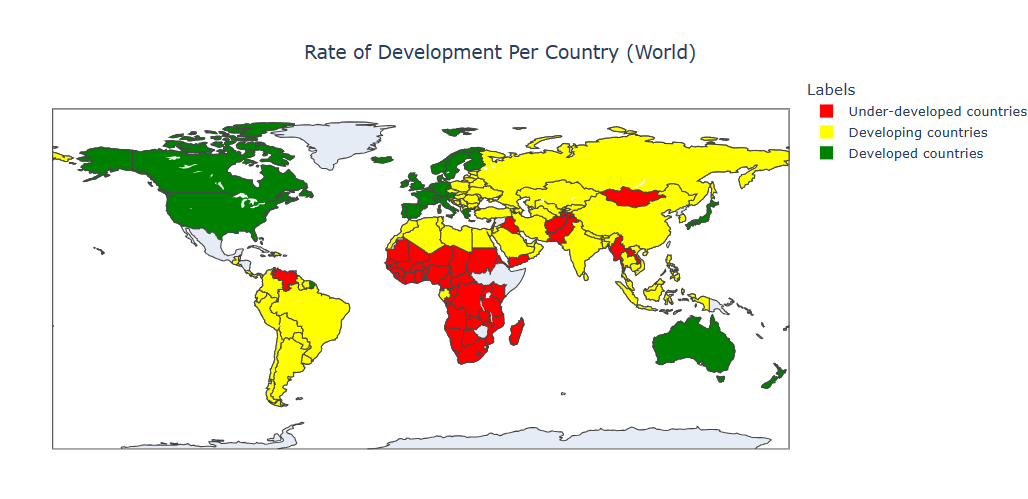 Rate of Development Per Country (World)
Labels
Under-developed countries
Developing countries
Developed countries